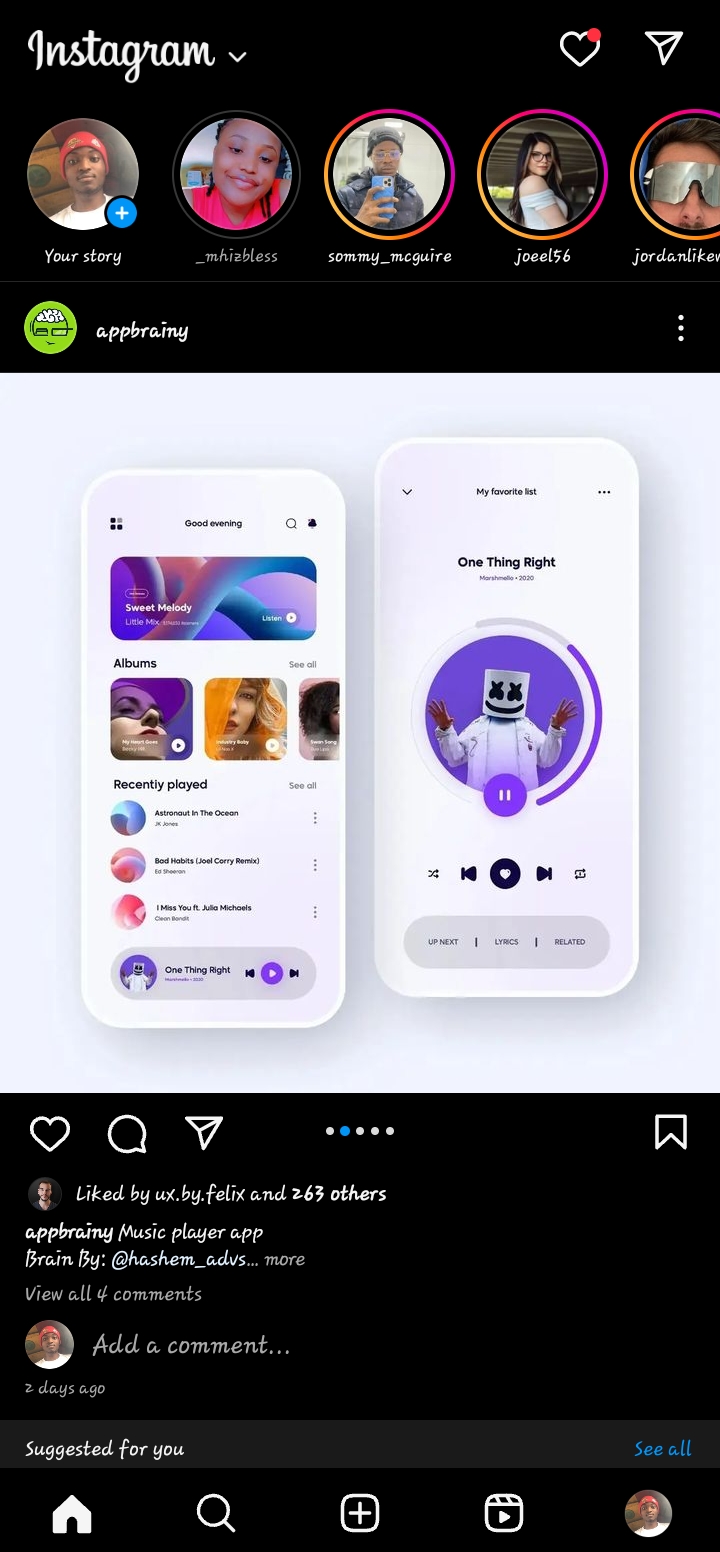 Instagram
Your story
_mhizbless
sommy_mcguire
joeel56
jordanlikew
appbrainy
Good evening
Sweet Melody
Little Mix
Listen
Albums
See all
My Heart Goes
Industry Baby
Swan Song
Dua Lipa
Recently played
See all
Astronaut In The Ocean
JK Jones
Bad Habits (Joel Corry Remix)
Ed Sheeran
I Miss You ft. Julia Michaels
Clean Bandit
One Thing Right
Marshmello • 2020
My favorite list
One Thing Right
Marshmello • 2020
UP NEXT | LYRICS | RELATED
Liked by ux.by.felix and 263 others
appbrainy Music player app
Brain By: @hashem_advs... more
View all 4 comments
Add a comment...
2 days ago
Suggested for you
See all